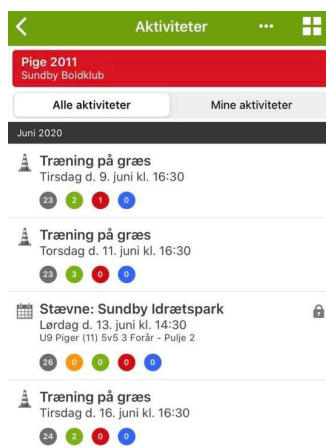 Aktiviteter
Pige 2011
Sundby Boldklub
Alle aktiviteter
Mine aktiviteter
Juni 2020
Træning på græs
Tirsdag d. 9. juni kl. 16:30
23 2 1 0
Træning på græs
Torsdag d. 11. juni kl. 16:30
23 3 0 0
Stævne: Sundby Idrætspark
Lørdag d. 13. juni kl. 14:30
U9 Piger (11) 5v5 3 Forår - Pulje 2
26 0 0 0 0
Træning på græs
Tirsdag d. 16. juni kl. 16:30
24 2 0 0